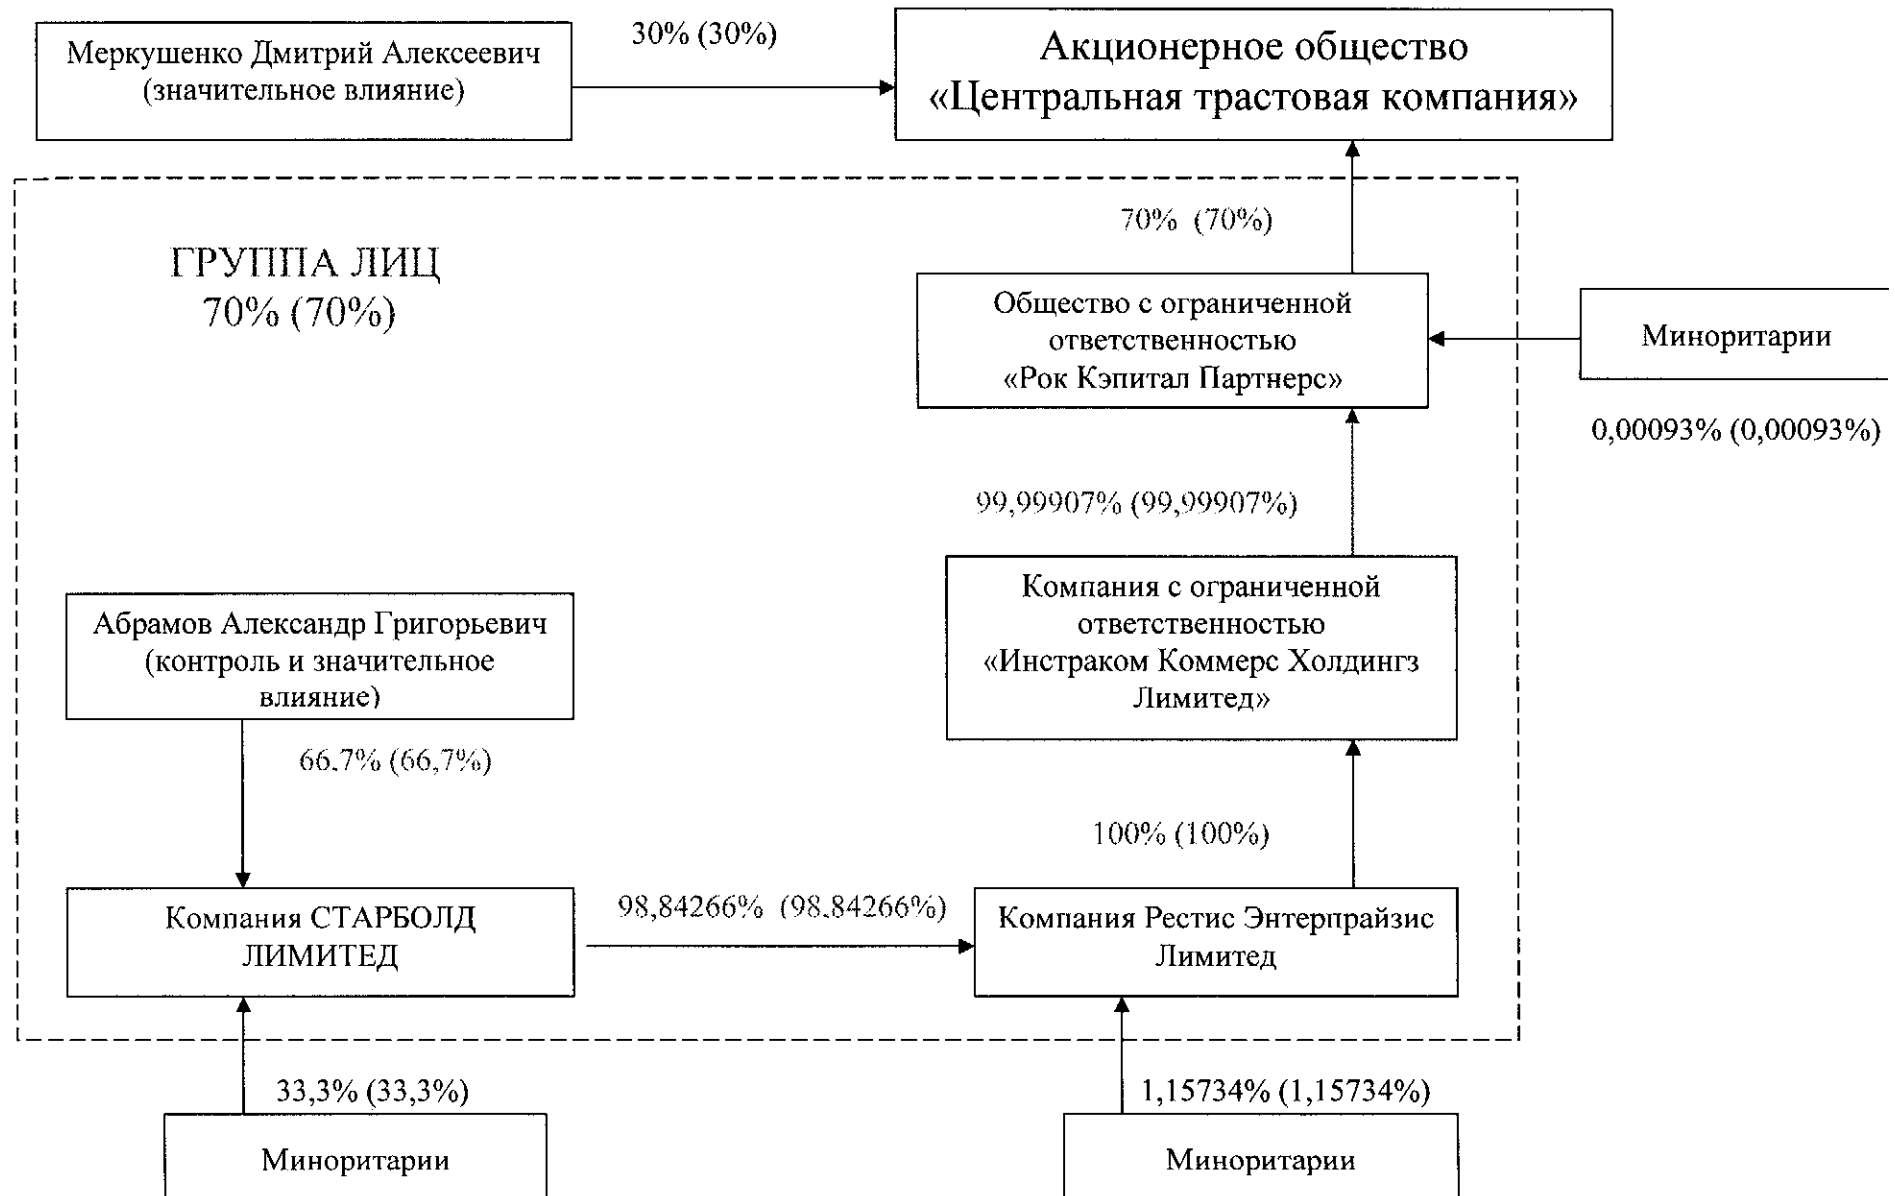 Меркушенко Дмитрий Алексеевич
(значительное влияние)
30% (30%)
Акционерное общество
«Центральная трастовая компания»
70% (70%)
ГРУППА ЛИЦ
70% (70%)
Общество с ограниченной
ответственностью
«Рок Кэпитал Партнерс»
Миноритарии
0,00093% (0,00093%)
99,99907% (99,99907%)
Компания с ограниченной
ответственностью
«Инстраком Коммерс Холдингз
Лимитед»
Абрамов Александр Григорьевич
(контроль и значительное
влияние)
66,7% (66,7%)
100% (100%)
Компания СТАРБОЛД
ЛИМИТЕД
98,84266% (98,84266%)
Компания Рестис Энтерпрайзис
Лимитед
33,3% (33,3%)
Миноритарии
1,15734% (1,15734%)
Миноритарии